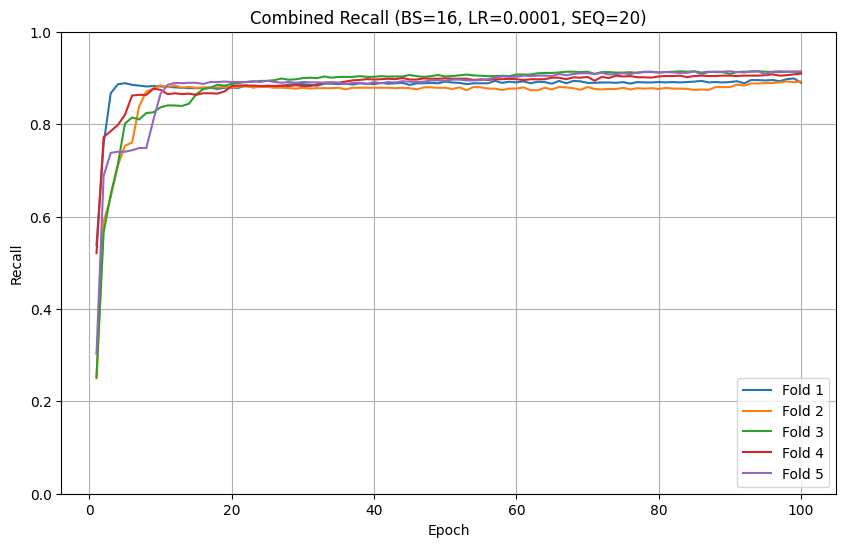 Combined Recall (BS=16, LR=0.0001, SEQ=20)
1.0
0.8
0.6
0.4
0.2
0.0
Recall
0 20 40 60 80 100
Epoch
Fold 1
Fold 2
Fold 3
Fold 4
Fold 5